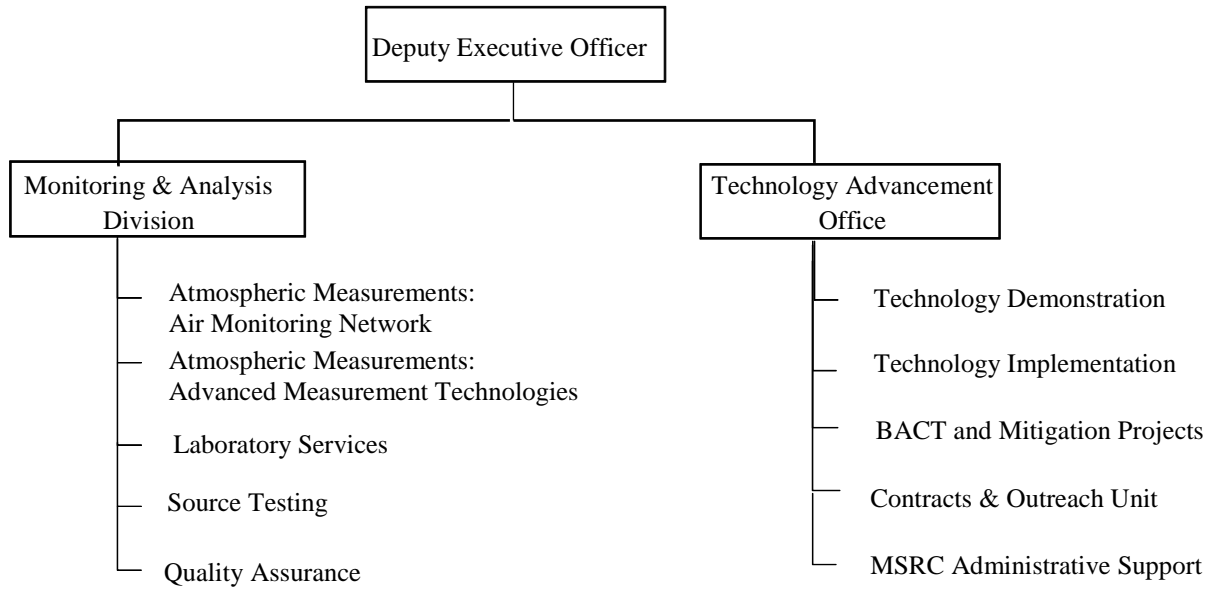 Deputy Executive Officer
Monitoring & Analysis
Division
Atmospheric Measurements:
Air Monitoring Network
Atmospheric Measurements:
Advanced Measurement Technologies
Laboratory Services
Source Testing
Quality Assurance
Technology Advancement
Office
Technology Demonstration
Technology Implementation
BACT and Mitigation Projects
Contracts & Outreach Unit
MSRC Administrative Support